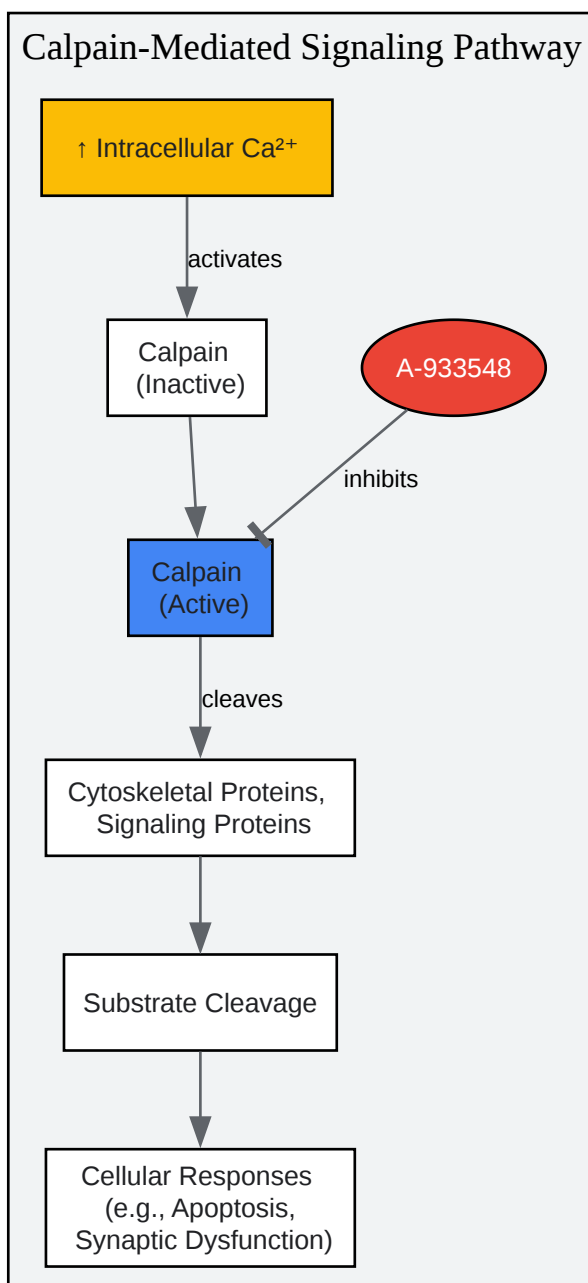 Calpain-Mediated Signaling Pathway
↑ Intracellular Ca²⁺
activates
Calpain
(Inactive)
A-933548
inhibits
Calpain
(Active)
cleaves
Cytoskeletal Proteins,
Signaling Proteins
Substrate Cleavage
Cellular Responses
(e.g., Apoptosis,
Synaptic Dysfunction)